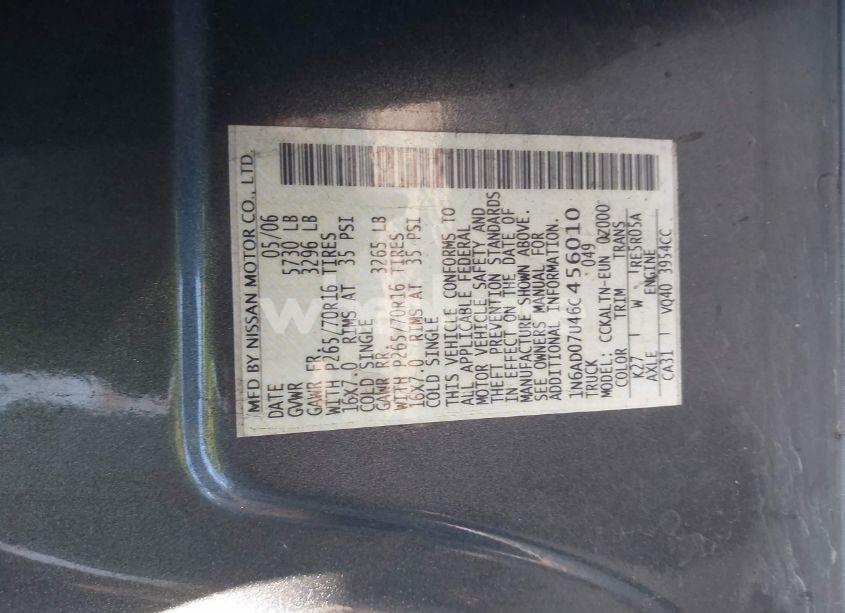 MFD BY NISSAN MOTOR CO., LTD.
DATE 05/06
GVWR 5730 LB
GAWR FR. 3296 LB
WITH P265/70R16 TIRES
16X7.0 RIMS AT 35 PSI
COLD SINGLE
GAWR RR. 3265 LB
WITH P265/70R16 TIRES
16X7.0 RIMS AT 35 PSI
COLD SINGLE
THIS VEHICLE CONFORMS TO
ALL APPLICABLE FEDERAL
MOTOR VEHICLE SAFETY AND
THEFT PREVENTION STANDARDS
IN EFFECT ON THE DATE OF
MANUFACTURE SHOWN ABOVE.
SEE OWNERS MANUAL FOR
ADDITIONAL INFORMATION.
1N6AD07U46C456010
TRUCK 049
MODEL: CCKALTN-EUN Q2000
COLOR TRIM TRANS
K27 W 1RE5R05A
AXLE ENGINE
CA31 VQ40 3954CC